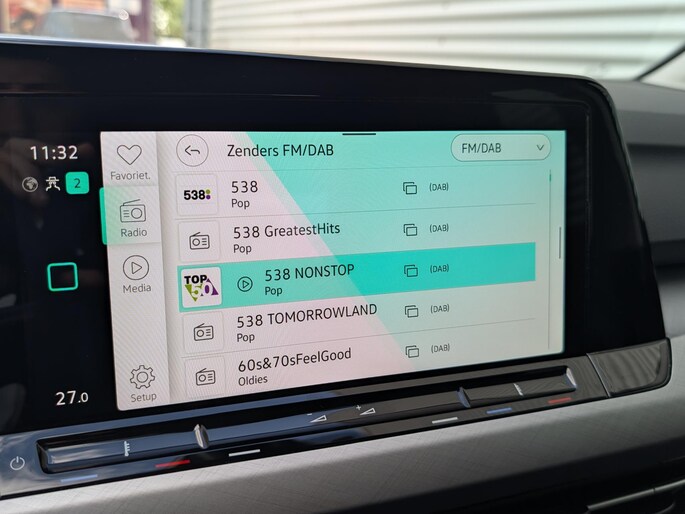 11:32
2
27.0
Favoriet.
Radio
Media
Setup
Zenders FM/DAB
FM/DAB
538:
538
Pop
(DAB)
538 GreatestHits
Pop
(DAB)
TOP
50
538 NONSTOP
Pop
(DAB)
538 TOMORROWLAND
Pop
(DAB)
60s&70sFeelGood
Oldies
(DAB)
- +